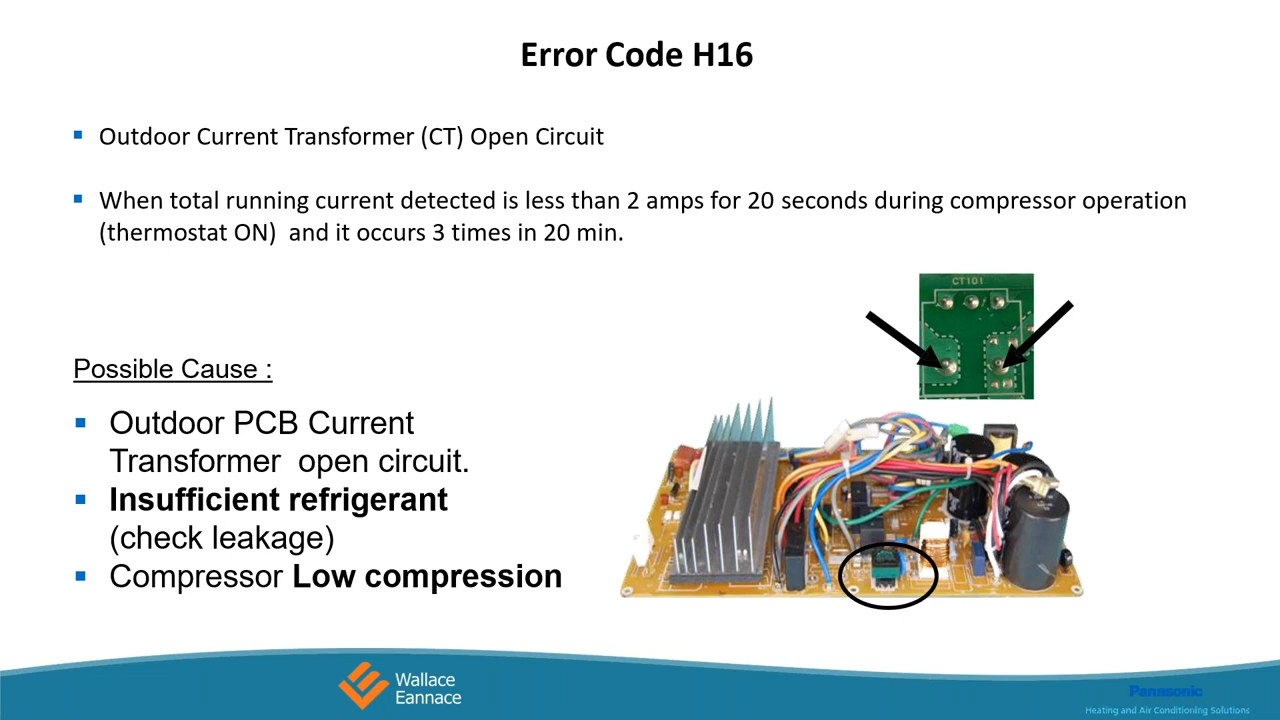 Error Code H16
▪ Outdoor Current Transformer (CT) Open Circuit
▪ When total running current detected is less than 2 amps for 20 seconds during compressor operation
(thermostat ON)  and it occurs 3 times in 20 min.
CT101
Possible Cause :
▪ Outdoor PCB Current
Transformer  open circuit.
▪ Insufficient refrigerant
(check leakage)
▪ Compressor Low compression
Wallace
Eannace
Panasonic
Heating and Air Conditioning Solutions